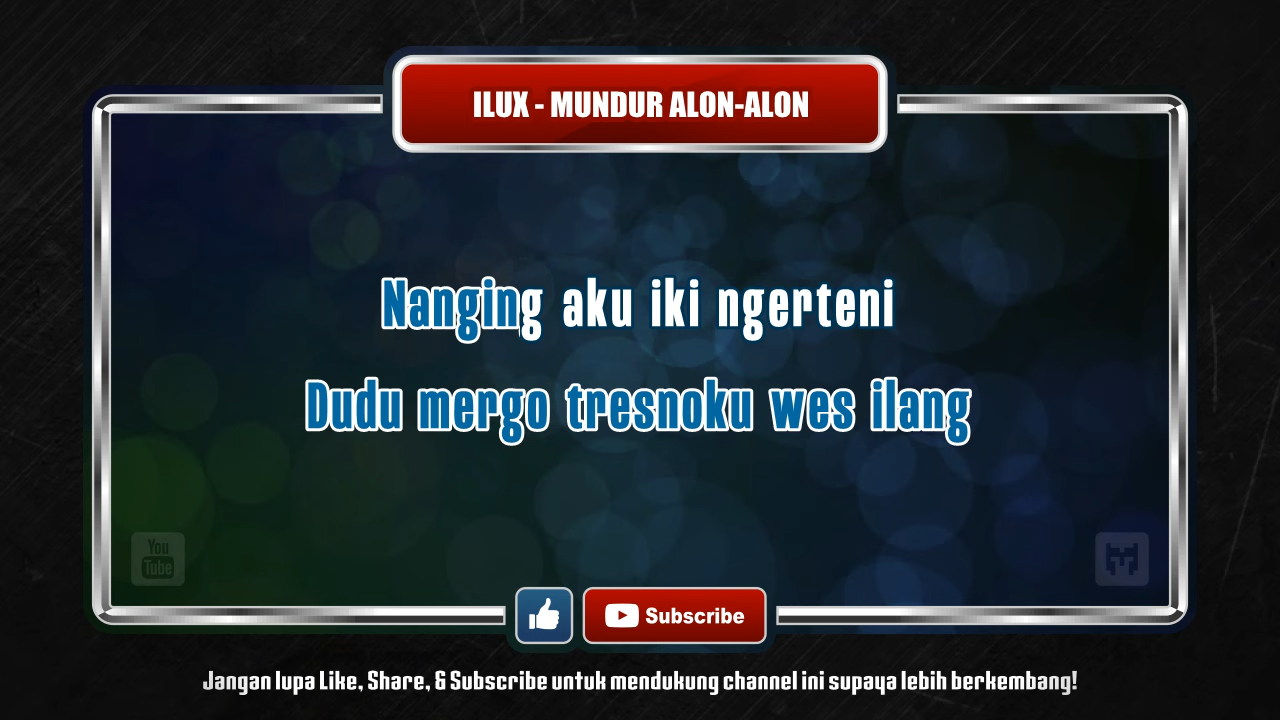 ILUX - MUNDUR ALON-ALON
Nanging aku iki ngerteni
Dudu mergo tresnoku wes ilang
You
Tube
Subscribe
Jangan lupa Like, Share, & Subscribe untuk mendukung channel ini supaya lebih berkembang!